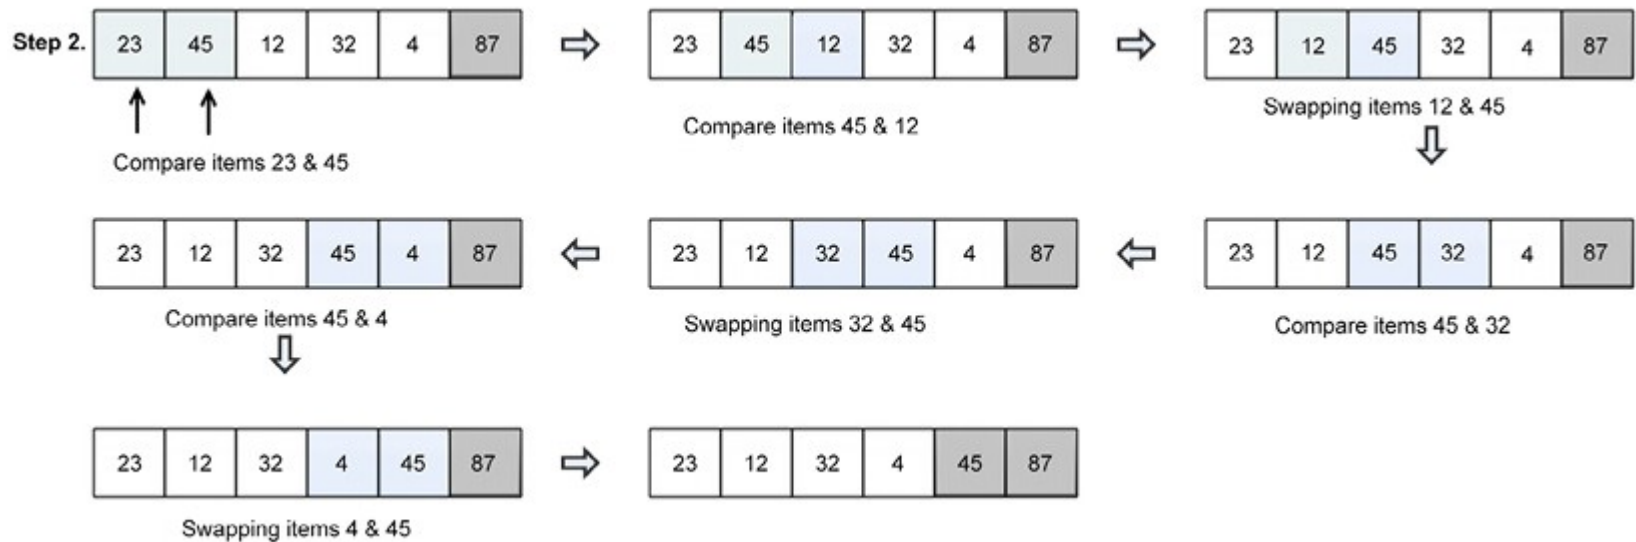 Step 2. 23 45 12 32 4 87
23 45 12 32 4 87
23 12 45 32 4 87
Compare items 23 & 45
Compare items 45 & 12
Swapping items 12 & 45
23 12 45 32 4 87
23 12 32 45 4 87
23 12 32 45 4 87
Compare items 45 & 32
Swapping items 32 & 45
Compare items 45 & 4
23 12 32 4 45 87
23 12 32 4 45 87
Swapping items 4 & 45